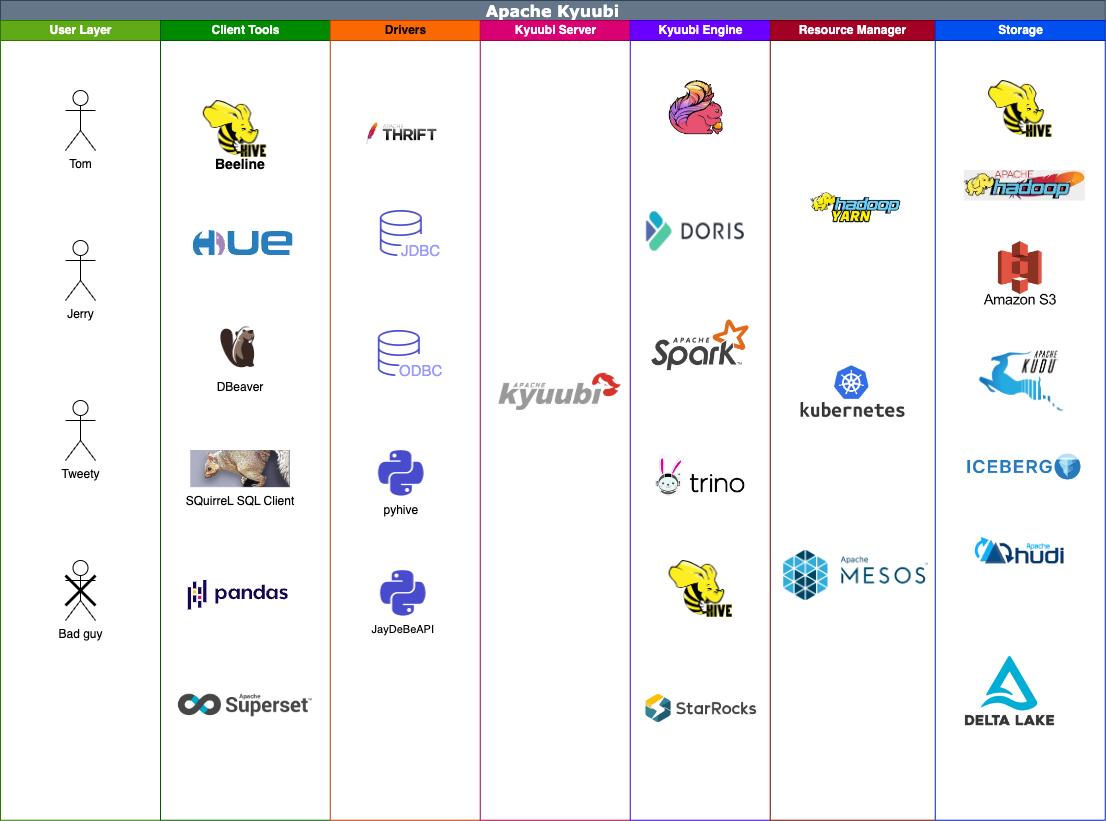 Apache Kyuubi
User Layer
Client Tools
Drivers
Kyuubi Server
Kyuubi Engine
Resource Manager
Storage
Tom
Jerry
Tweety
Bad guy
HIVE
Beeline
HUE
DBeaver
SQuirreL SQL Client
pandas
Apache
Superset™
APACHE
THRIFT
JDBC
ODBC
pyhive
JayDeBeAPI
APACHE
kyuubi
DORIS
APACHE
Spark™
trino
HIVE
StarRocks
hadoop
YARN
kubernetes
Apache
MESOS™
HIVE
APACHE
hadoop
Amazon S3
APACHE
KUDU
ICEBERG
Apache
hudi
DELTA LAKE